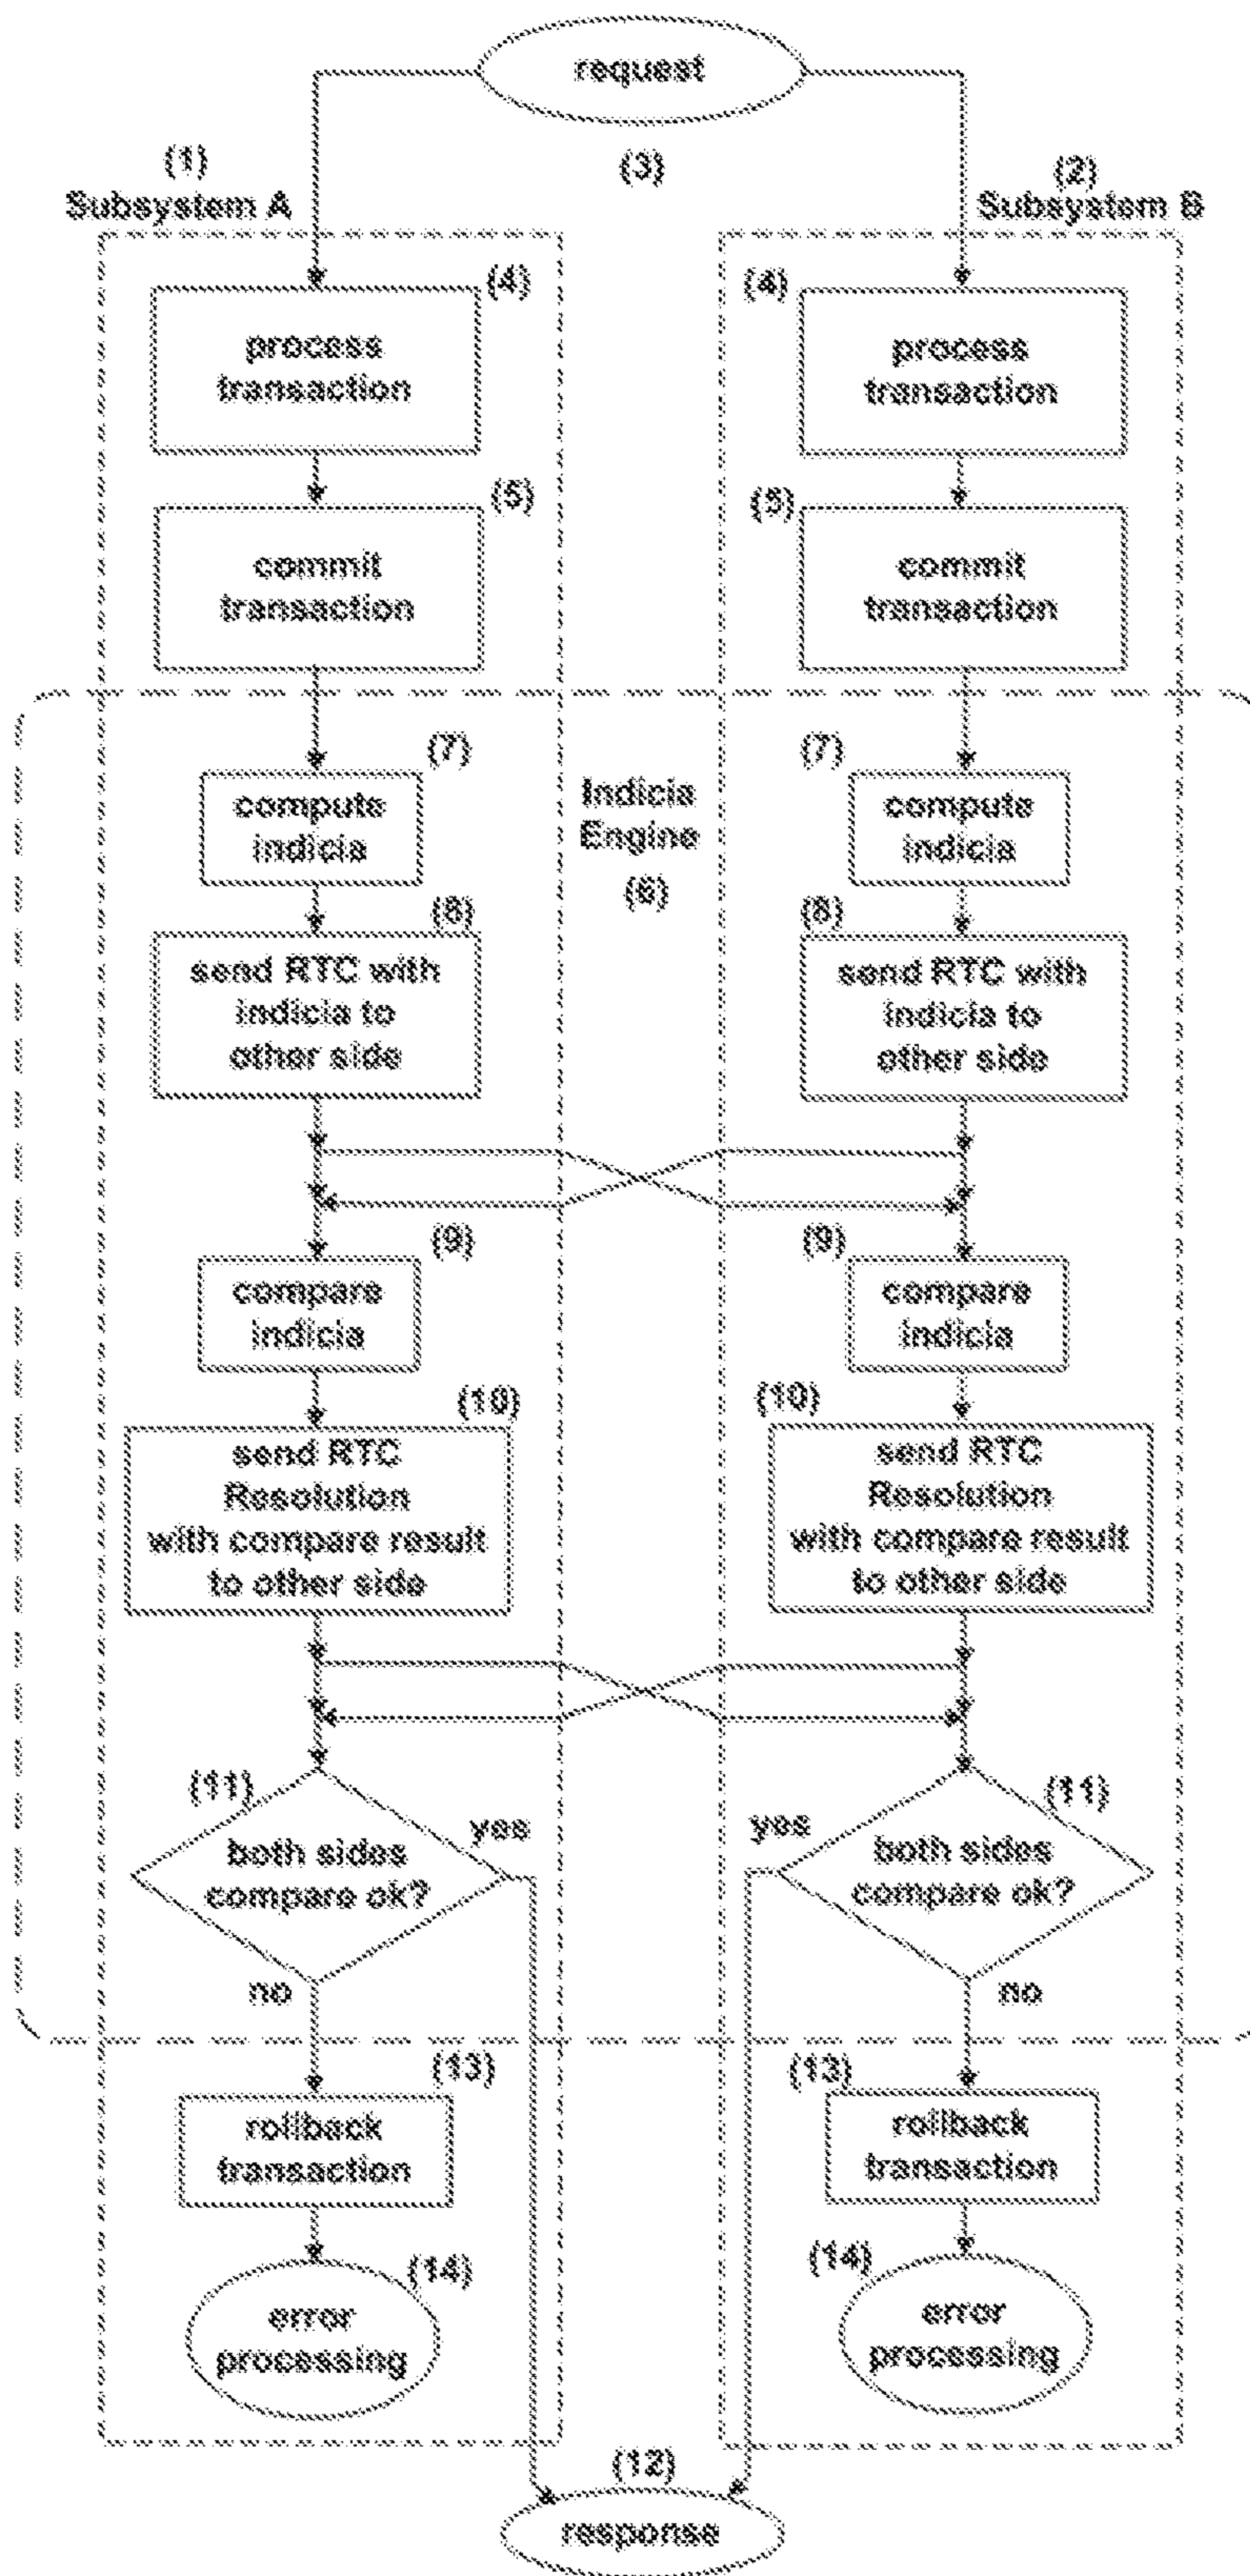 request
(3)
(1)
Subsystem A
(2)
Subsystem B
(4)
process
transaction
(4)
process
transaction
(5)
commit
transaction
(5)
commit
transaction
Indicia
Engine
(6)
(7)
compute
indicia
(7)
compute
indicia
(8)
send RTC with
indicia to
other side
(8)
send RTC with
indicia to
other side
(9)
compare
indicia
(9)
compare
indicia
(10)
send RTC
Resolution
with compare result
to other side
(10)
send RTC
Resolution
with compare result
to other side
(11)
both sides
compare ok?
yes
no
(11)
both sides
compare ok?
yes
no
(13)
rollback
transaction
(13)
rollback
transaction
(14)
error
processing
(14)
error
processing
(12)
response